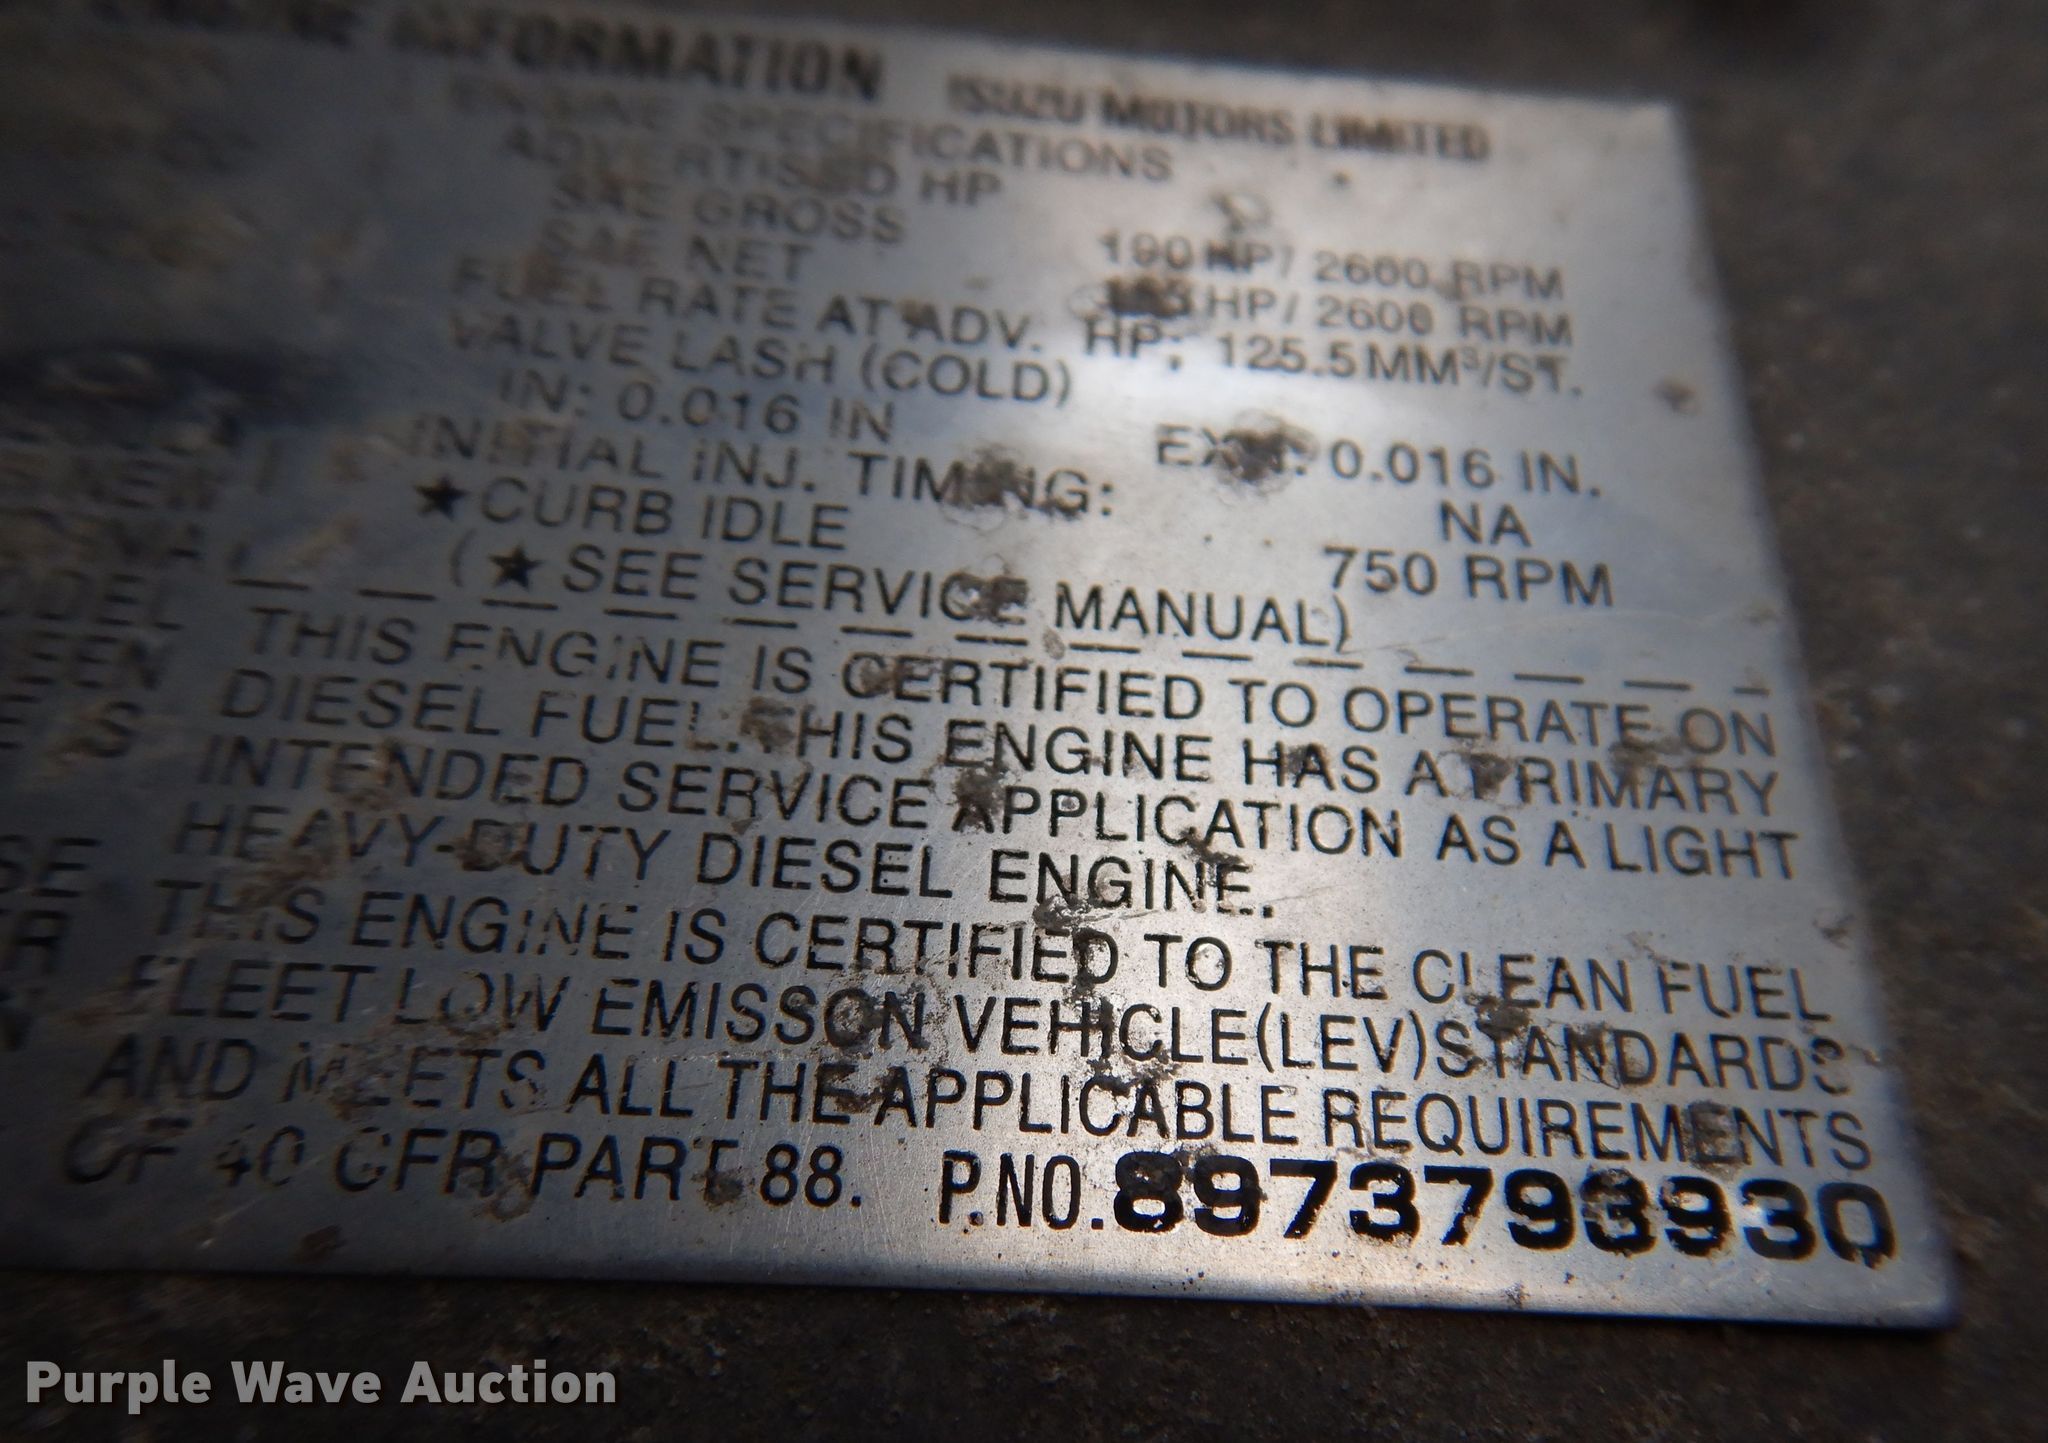 INFORMATION ISUZU MOTORS LIMITED
ENGINE SPECIFICATIONS
ADVERTISED HP
SAE GROSS 190 HP/ 2600 RPM
SAE NET HP/ 2600 RPM
FUEL RATE AT ADV. HP; 125.5 MM³/ST.
VALVE LASH (COLD)
IN: 0.016 IN EXH: 0.016 IN.
INITIAL INJ. TIMING: NA
★CURB IDLE 750 RPM
(★SEE SERVICE MANUAL)
THIS ENGINE IS CERTIFIED TO OPERATE ON
DIESEL FUEL. THIS ENGINE HAS A PRIMARY
INTENDED SERVICE APPLICATION AS A LIGHT
HEAVY-DUTY DIESEL ENGINE.
THIS ENGINE IS CERTIFIED TO THE CLEAN FUEL
FLEET LOW EMISSON VEHICLE(LEV)STANDARDS
AND MEETS ALL THE APPLICABLE REQUIREMENTS
OF 40 CFR PART 88. P.NO. 8973793930
Purple Wave Auction